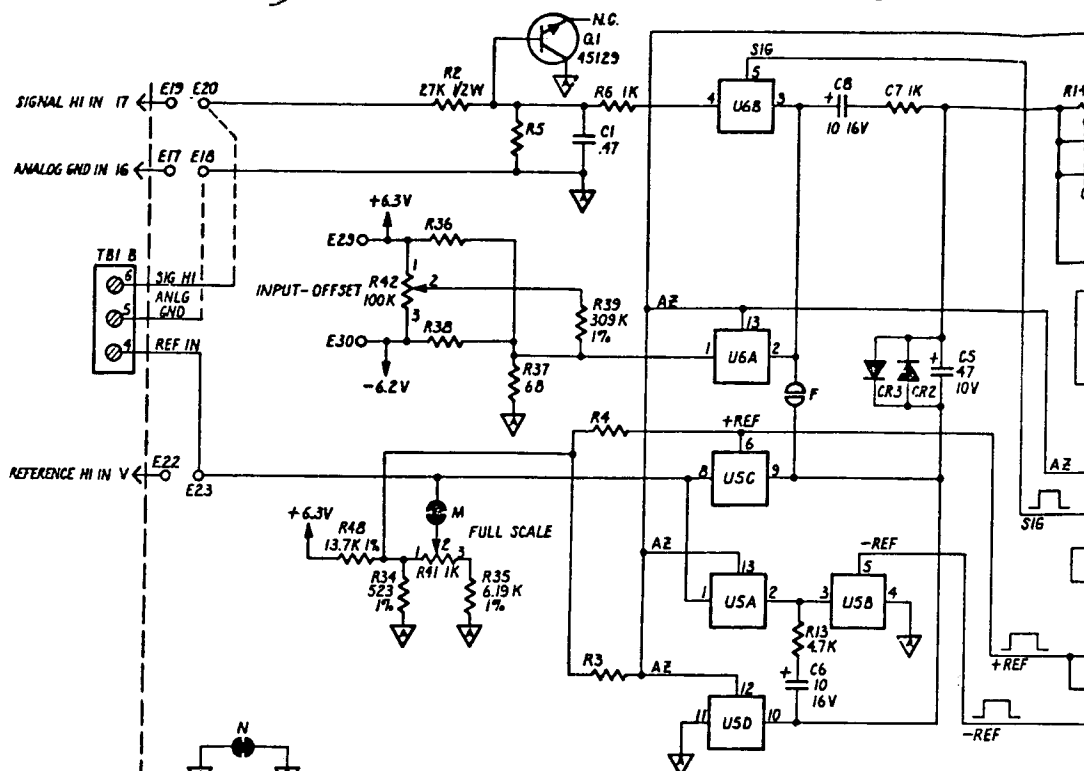 N.C.
Q1
45129
SIG
5
E19 E20
R2
27K 1/2W
R6 1K
4 U6B 3
C8
+
10 16V
C7 1K
R14
SIGNAL HI IN 17
R5
C1
.47
E17 E18
ANALOG GND IN 16
+6.3V
E29
R36
TB1 B
6 SIG HI
5 ANLG
GND
4 REF IN
INPUT-OFFSET
1
R42
100K
2
3
R39
309K
1%
AZ
13
1 U6A 2
E30
R38
-6.2V
R37
68
F
CR3 CR2
+
C5
47
10V
R4
+REF
6
8 U5C 9
REFERENCE HI IN V
E22
E23
AZ
SIG
M
FULL SCALE
+6.3V
R48
13.7K 1%
1 2 3
R41 1K
R34
523
1%
R35
6.19K
1%
AZ
13
1 U5A 2
-REF
5
3 U5B 4
R13
4.7K
+
C6
10
16V
R3
AZ
12
11 U5D 10
+REF
-REF
N